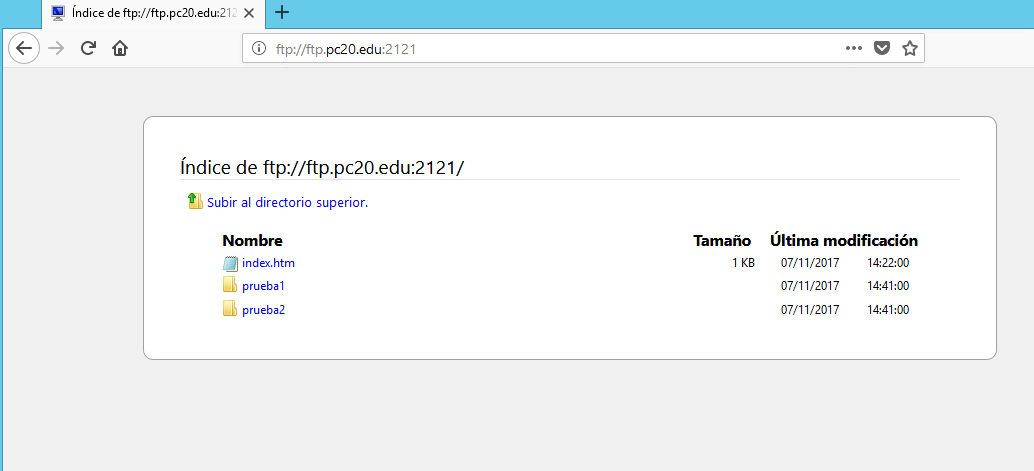 Índice de ftp://ftp.pc20.edu:212
ftp://ftp.pc20.edu:2121
Índice de ftp://ftp.pc20.edu:2121/
Subir al directorio superior.
Nombre Tamaño Última modificación
index.htm 1 KB 07/11/2017 14:22:00
prueba1 07/11/2017 14:41:00
prueba2 07/11/2017 14:41:00